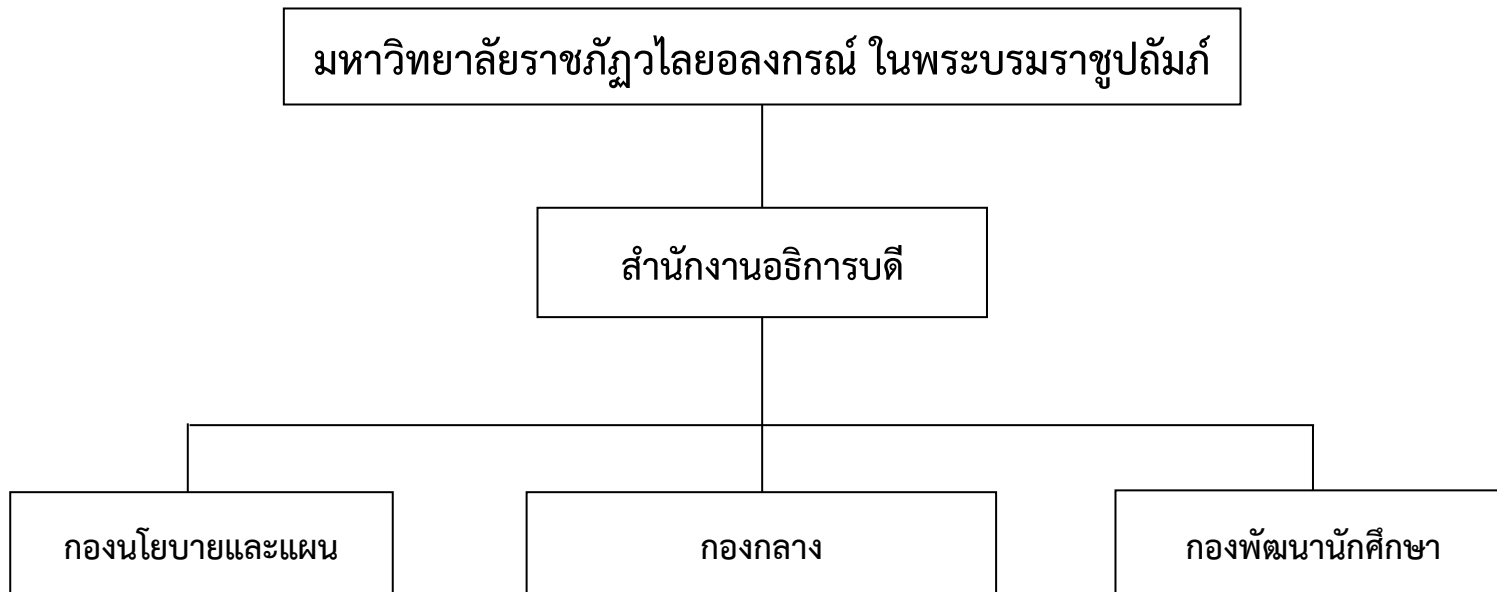 มหาวิทยาลัยราชภัฏวไลยอลงกรณ์ ในพระบรมราชูปถัมภ์
สำนักงานอธิการบดี
กองนโยบายและแผน
กองกลาง
กองพัฒนานักศึกษา